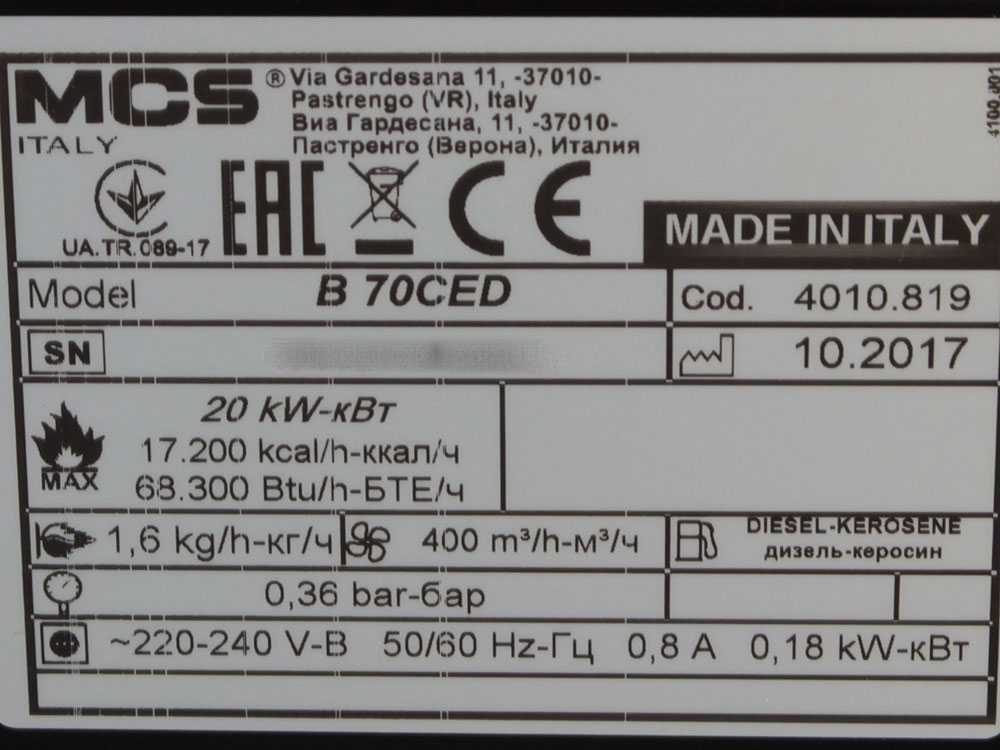 MCS ® Via Gardesana 11, -37010-
Pastrengo (VR), Italy
Виа Гардесана, 11, -37010-
ITALY Пастренго (Верона), Италия
4100.801
UA.TR.089-17 EAC CE
MADE IN ITALY
Model B 70CED Cod. 4010.819
SN 10.2017
20 kW-кВт
17.200 kcal/h-ккал/ч
MAX 68.300 Btu/h-БТЕ/ч
1,6 kg/h-кг/ч 400 m³/h-м³/ч DIESEL-KEROSENE
дизель-керосин
0,36 bar-бар
~220-240 V-В 50/60 Hz-Гц 0,8 A 0,18 kW-кВт